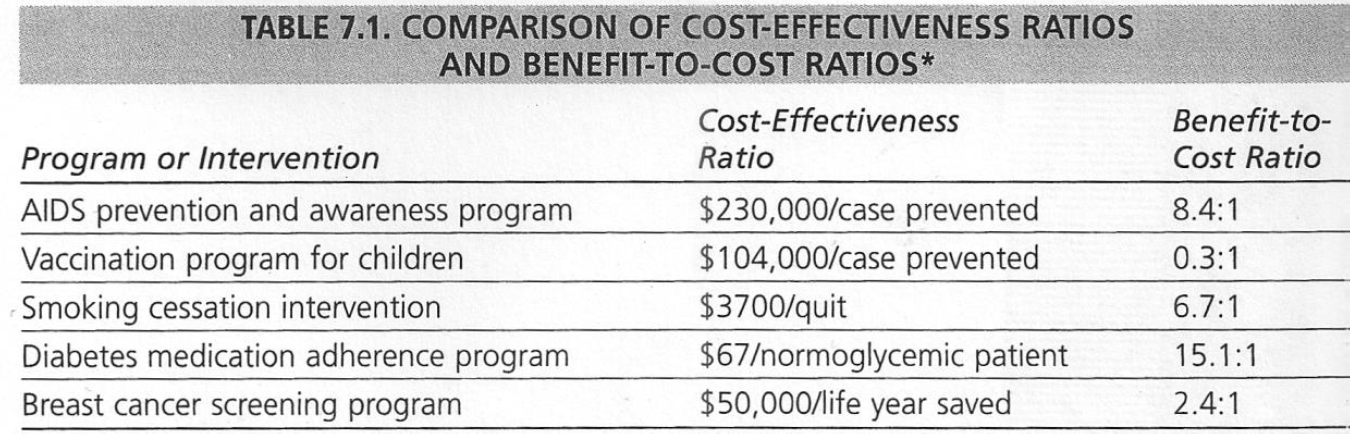 TABLE 7.1. COMPARISON OF COST-EFFECTIVENESS RATIOS
AND BENEFIT-TO-COST RATIOS*
Program or Intervention Cost-Effectiveness Ratio Benefit-to-Cost Ratio
AIDS prevention and awareness program $230,000/case prevented 8.4:1
Vaccination program for children $104,000/case prevented 0.3:1
Smoking cessation intervention $3700/quit 6.7:1
Diabetes medication adherence program $67/normoglycemic patient 15.1:1
Breast cancer screening program $50,000/life year saved 2.4:1